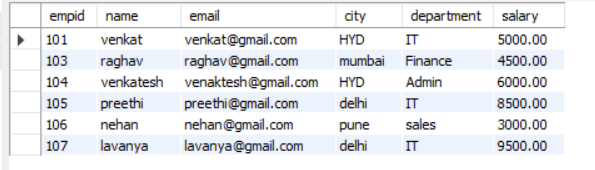 empid name email city department salary
101 venkat venkat@gmail.com HYD IT 5000.00
103 raghav raghav@gmail.com mumbai Finance 4500.00
104 venkatesh venaktesh@gmail.com HYD Admin 6000.00
105 preethi preethi@gmail.com delhi IT 8500.00
106 nehan nehan@gmail.com pune sales 3000.00
107 lavanya lavanya@gmail.com delhi IT 9500.00